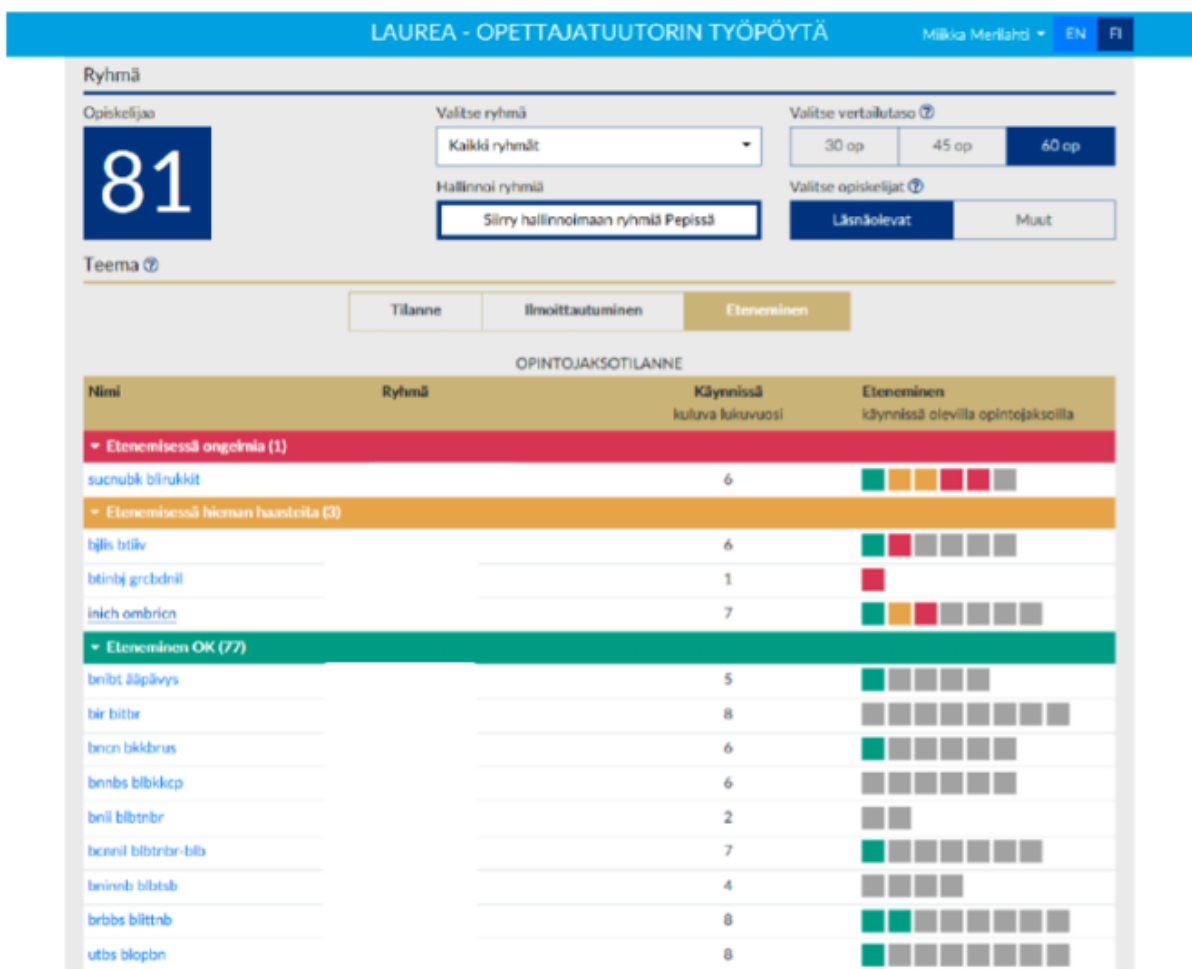 LAUREA - OPETTAJATUUTORIN TYÖPÖYTÄ Miikka Merilahti EN FI
Ryhmä
Opiskelijaa Valitse ryhmä Valitse vertailutaso
81 Kaikki ryhmät 30 op 45 op 60 op
Hallinnoi ryhmiä Valitse opiskelijat
Siirry hallinnoimaan ryhmiä Pepissä Läsnäolevat Muut
Teema
Tilanne Ilmoittautuminen Eteneminen
OPINTOJAKSOTILANNE
Nimi Ryhmä Käynnissä Eteneminen
kuluva lukuvuosi käynnissä olevilla opintojaksoilla
Etenemisessä ongelmia (1)
sucnubk blirukkit 6
Etenemisessä hieman haasteita (3)
bjlis btiiv 6
btinbj grcbdnil 1
inich ombricn 7
Eteneminen OK (77)
bnibt ääpävys 5
bir bitbr 8
bncn bkkbrus 6
bnnbs blbkkcp 6
bnii blbtnbr 2
bcnnil blbtnbr-blb 7
bninnb blbtsb 4
brbbs blittnb 8
utbs blopbn 8